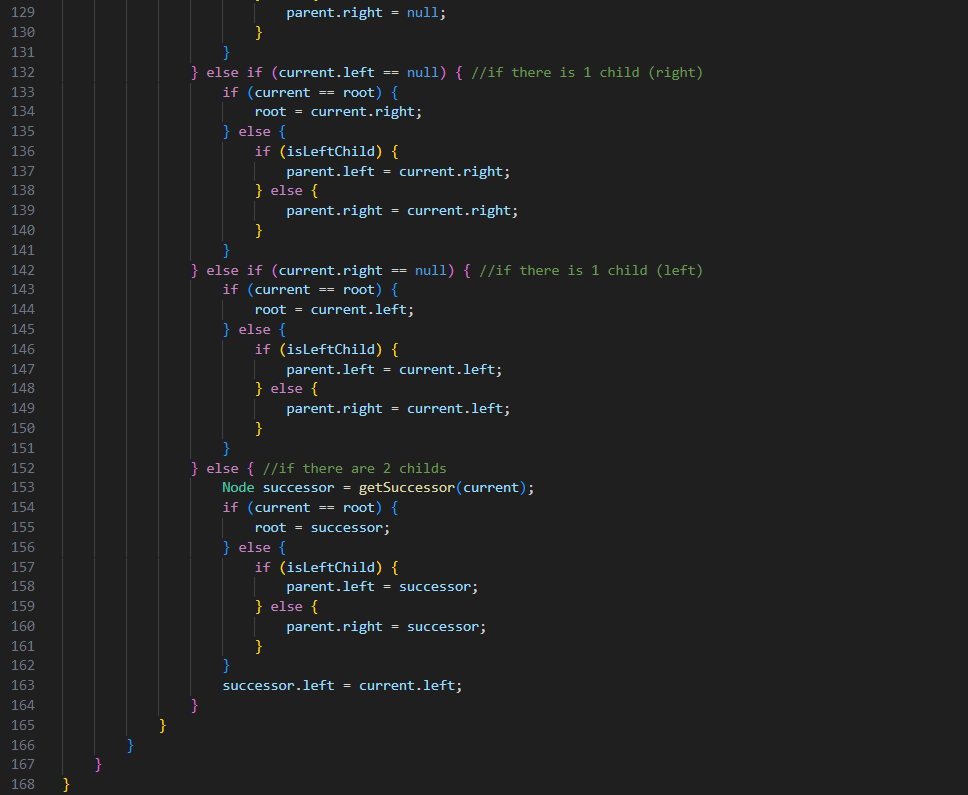 129 parent.right = null;
130 }
131 }
132 } else if (current.left == null) { //if there is 1 child (right)
133 if (current == root) {
134 root = current.right;
135 } else {
136 if (isLeftChild) {
137 parent.left = current.right;
138 } else {
139 parent.right = current.right;
140 }
141 }
142 } else if (current.right == null) { //if there is 1 child (left)
143 if (current == root) {
144 root = current.left;
145 } else {
146 if (isLeftChild) {
147 parent.left = current.left;
148 } else {
149 parent.right = current.left;
150 }
151 }
152 } else { //if there are 2 childs
153 Node successor = getSuccessor(current);
154 if (current == root) {
155 root = successor;
156 } else {
157 if (isLeftChild) {
158 parent.left = successor;
159 } else {
160 parent.right = successor;
161 }
162 }
163 successor.left = current.left;
164 }
165 }
166 }
167 }
168 }